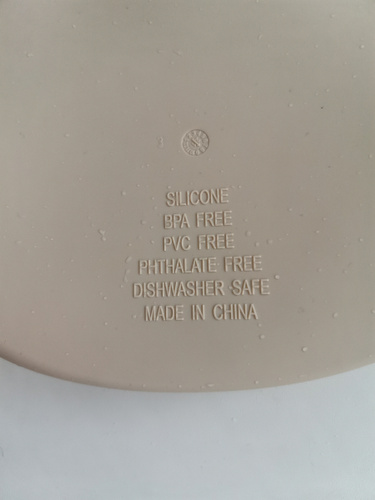 SILICONE
BPA FREE
PVC FREE
PHTHALATE FREE
DISHWASHER SAFE
MADE IN CHINA